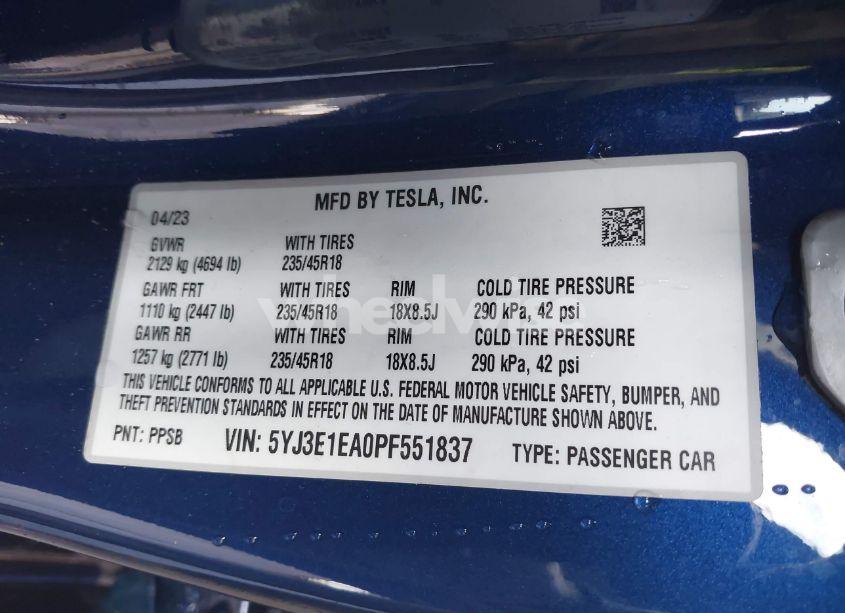 MFD BY TESLA, INC.
04/23
GVWR WITH TIRES
2129 kg (4694 lb) 235/45R18
GAWR FRT WITH TIRES RIM COLD TIRE PRESSURE
1110 kg (2447 lb) 235/45R18 18X8.5J 290 kPa, 42 psi
GAWR RR WITH TIRES RIM COLD TIRE PRESSURE
1257 kg (2771 lb) 235/45R18 18X8.5J 290 kPa, 42 psi
THIS VEHICLE CONFORMS TO ALL APPLICABLE U.S. FEDERAL MOTOR VEHICLE SAFETY, BUMPER, AND
THEFT PREVENTION STANDARDS IN EFFECT ON THE DATE OF MANUFACTURE SHOWN ABOVE.
PNT: PPSB VIN: 5YJ3E1EA0PF551837 TYPE: PASSENGER CAR